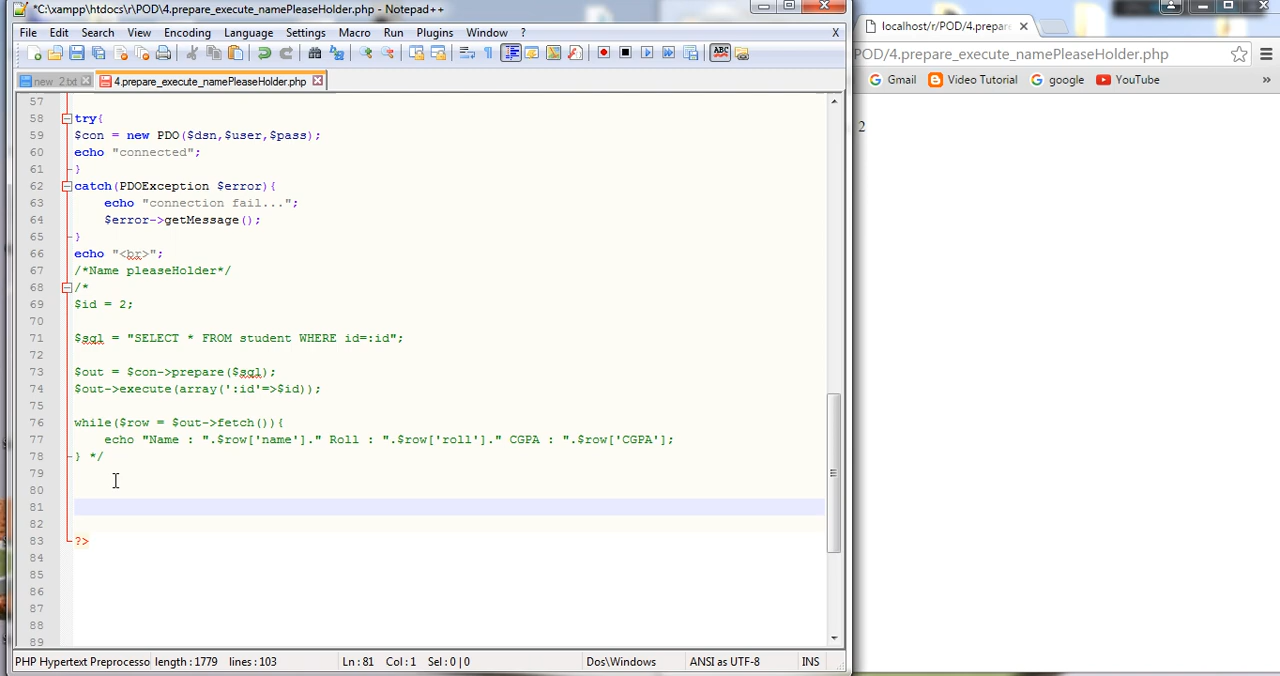 *C:\xampp\htdocs\r\POD\4.prepare_execute_namePleaseHolder.php - Notepad++
File Edit Search View Encoding Language Settings Macro Run Plugins Window ? X
new 2.txt 4.prepare_execute_namePleaseHolder.php
57
58 try{
59 $con = new PDO($dsn,$user,$pass);
60 echo "connected";
61 }
62 catch(PDOException $error){
63 echo "connection fail...";
64 $error->getMessage();
65 }
66 echo "<br>";
67 /*Name pleaseHolder*/
68 /*
69 $id = 2;
70
71 $sql = "SELECT * FROM student WHERE id=:id";
72
73 $out = $con->prepare($sql);
74 $out->execute(array(':id'=>$id));
75
76 while($row = $out->fetch()){
77 echo "Name : ".$row['name']." Roll : ".$row['roll']." CGPA : ".$row['CGPA'];
78 } */
79
80
81
82
83 ?>
84
85
86
87
88
89
PHP Hypertext Preprocesso length : 1779 lines : 103 Ln : 81 Col : 1 Sel : 0 | 0 Dos\Windows ANSI as UTF-8 INS
localhost/r/POD/4.prepare
POD/4.prepare_execute_namePleaseHolder.php
Gmail Video Tutorial google YouTube »
2